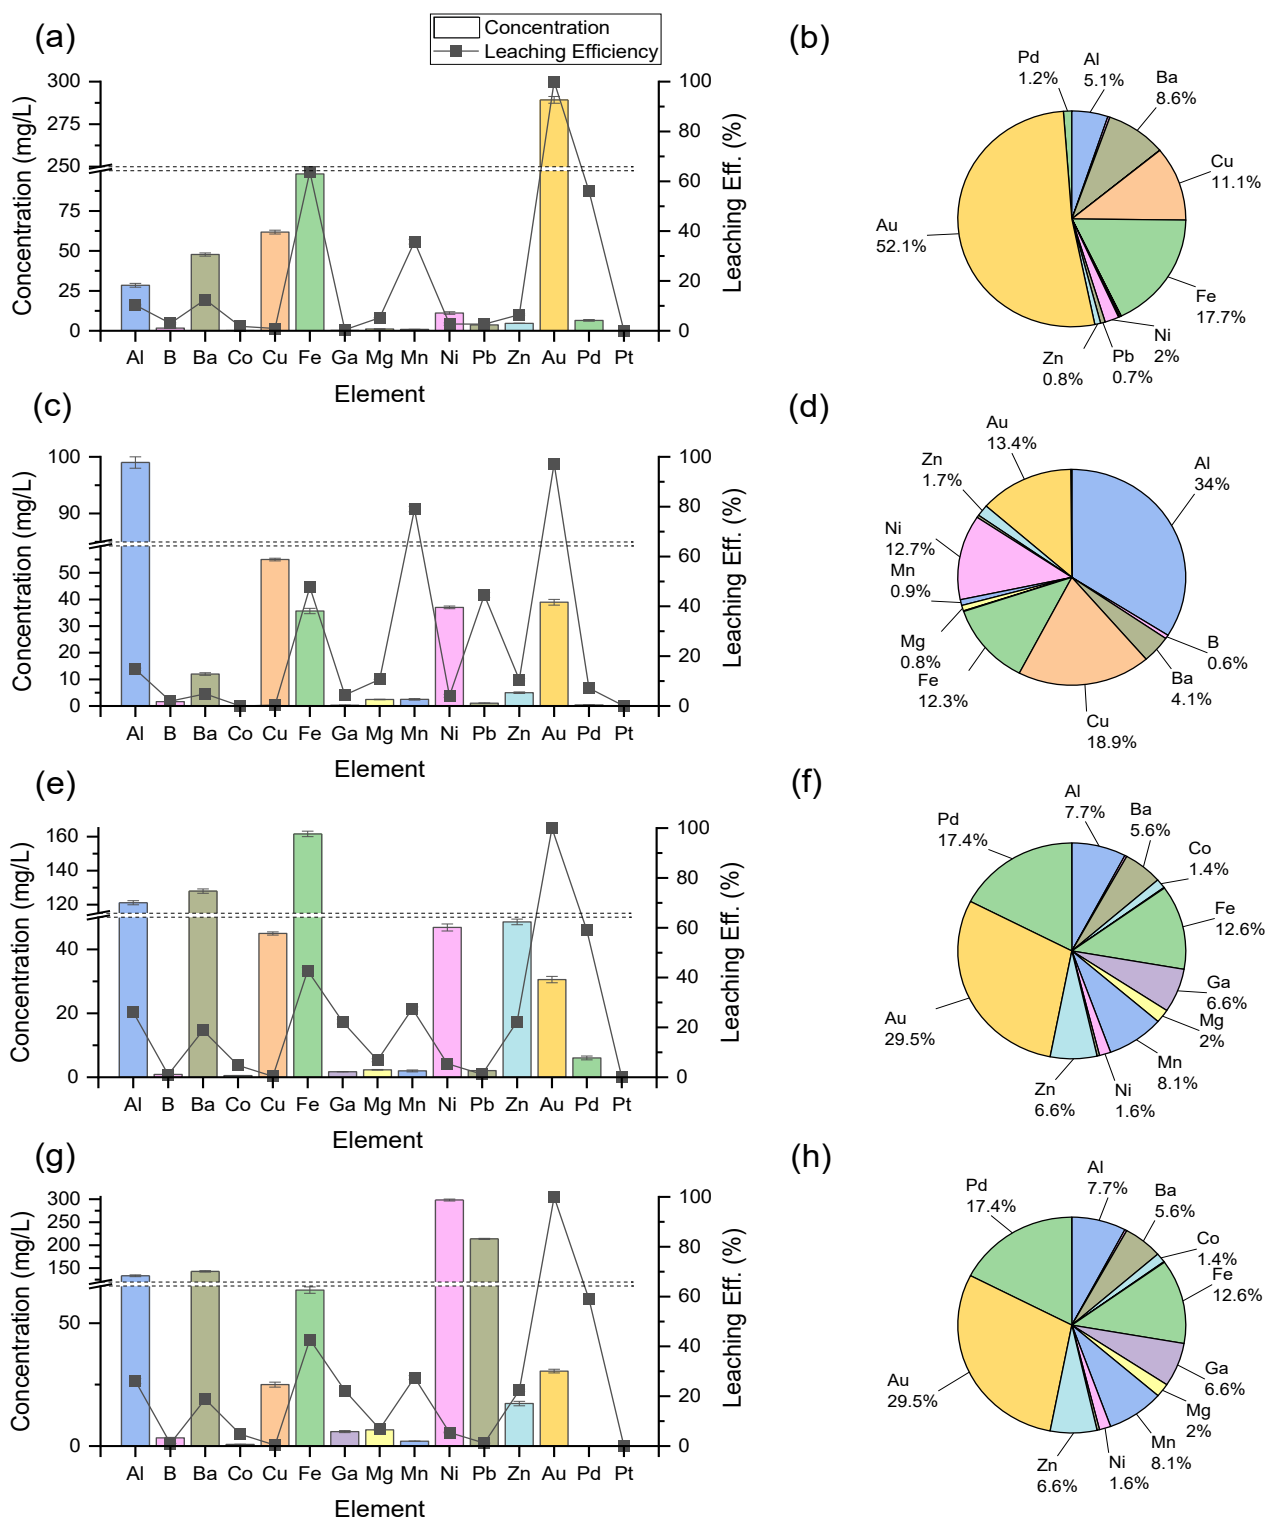 (a)
Concentration
Leaching Efficiency
Concentration (mg/L)
300
275
250
75
50
25
0
100
80
60
40
20
0
Leaching Eff. (%)
Al B Ba Co Cu Fe Ga Mg Mn Ni Pb Zn Au Pd Pt
Element
(b)
Pd
1.2%
Al
5.1%
Ba
8.6%
Cu
11.1%
Fe
17.7%
Ni
2%
Pb
0.7%
Zn
0.8%
Au
52.1%
(c)
Concentration (mg/L)
100
90
50
40
30
20
10
0
100
80
60
40
20
0
Leaching Eff. (%)
Al B Ba Co Cu Fe Ga Mg Mn Ni Pb Zn Au Pd Pt
Element
(d)
Au
13.4%
Al
34%
B
0.6%
Ba
4.1%
Cu
18.9%
Fe
12.3%
Mg
0.8%
Mn
0.9%
Ni
12.7%
Zn
1.7%
(e)
Concentration (mg/L)
160
140
120
40
20
0
100
80
60
40
20
0
Leaching Eff. (%)
Al B Ba Co Cu Fe Ga Mg Mn Ni Pb Zn Au Pd Pt
Element
(f)
Pd
17.4%
Al
7.7%
Ba
5.6%
Co
1.4%
Fe
12.6%
Ga
6.6%
Mg
2%
Mn
8.1%
Ni
1.6%
Zn
6.6%
Au
29.5%
(g)
Concentration (mg/L)
300
250
200
150
50
0
100
80
60
40
20
0
Leaching Eff. (%)
Al B Ba Co Cu Fe Ga Mg Mn Ni Pb Zn Au Pd Pt
Element
(h)
Pd
17.4%
Al
7.7%
Ba
5.6%
Co
1.4%
Fe
12.6%
Ga
6.6%
Mg
2%
Mn
8.1%
Ni
1.6%
Zn
6.6%
Au
29.5%